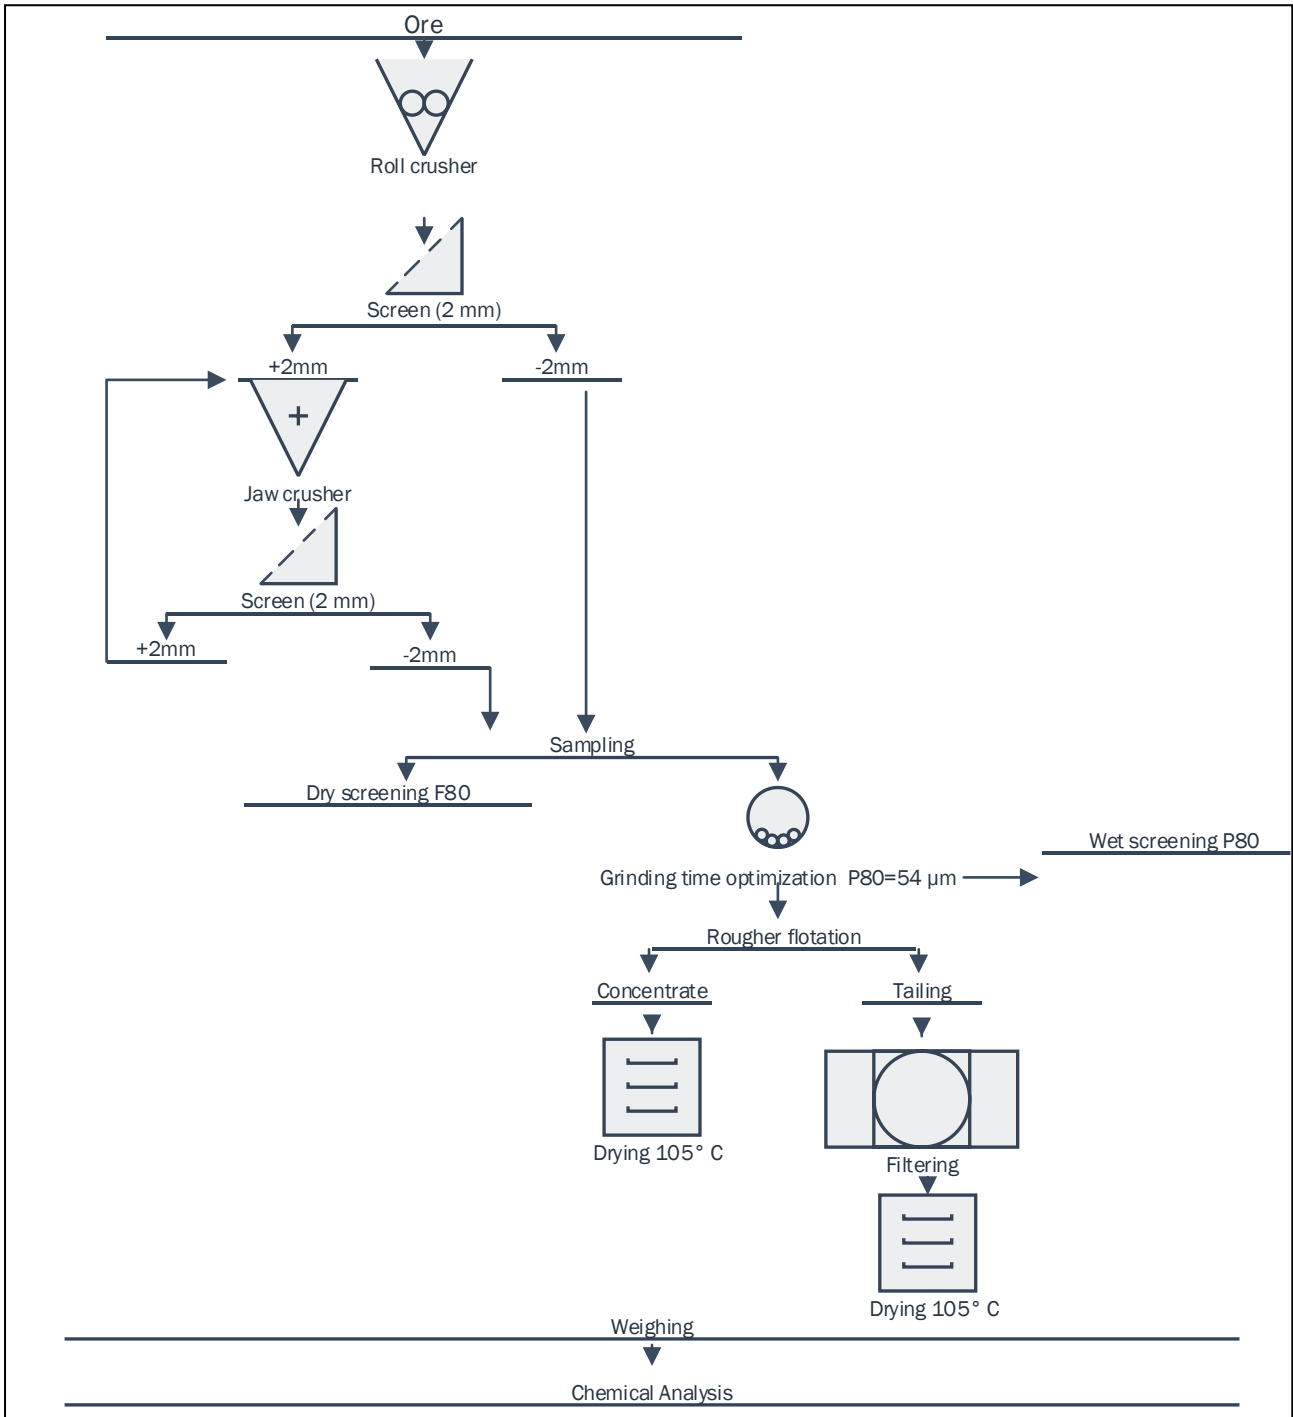 Ore
Roll crusher
Screen (2 mm)
+2mm
-2mm
Jaw crusher
Screen (2 mm)
+2mm
-2mm
Sampling
Dry screening F80
Wet screening P80
Grinding time optimization P80=54 µm
Rougher flotation
Concentrate
Tailing
Drying 105° C
Filtering
Drying 105° C
Weighing
Chemical Analysis